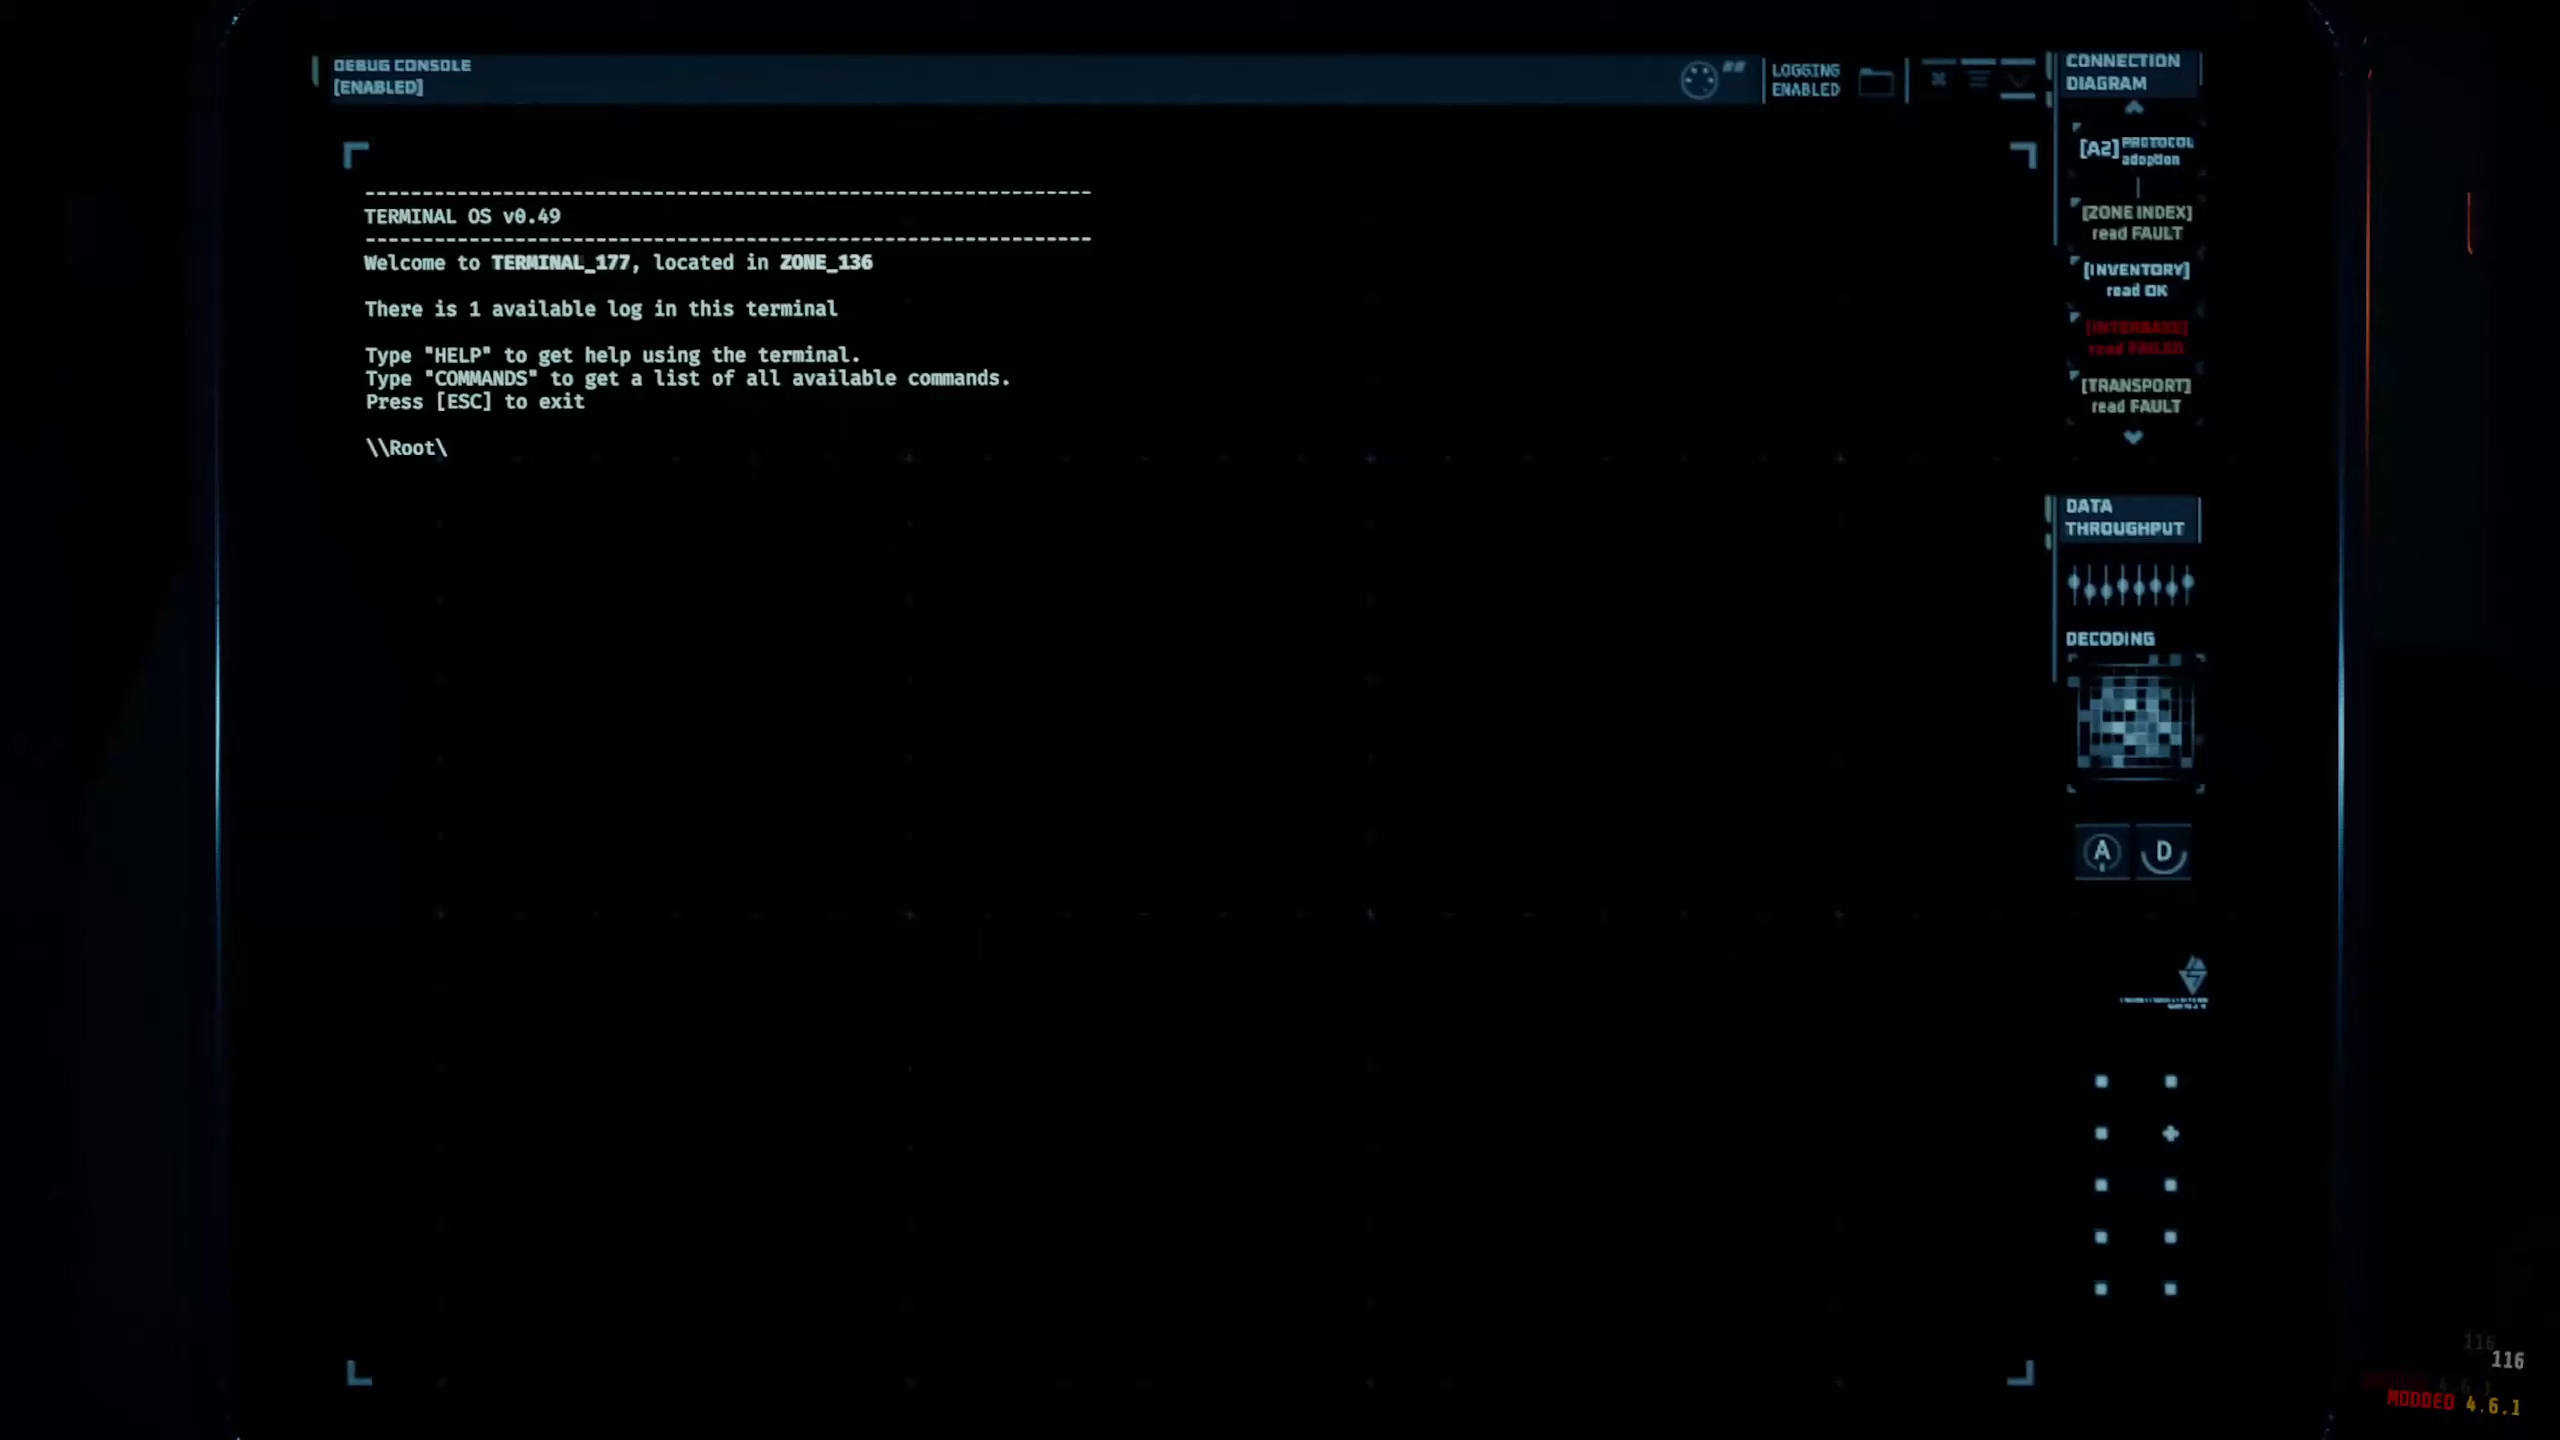 DEBUG CONSOLE
[ENABLED]
LOGGING
ENABLED
------------------------------------------------------------------
TERMINAL OS v0.49
------------------------------------------------------------------
Welcome to TERMINAL_177, located in ZONE_136
There is 1 available log in this terminal
Type "HELP" to get help using the terminal.
Type "COMMANDS" to get a list of all available commands.
Press [ESC] to exit
\\Root\
CONNECTION
DIAGRAM
[A2] PROTOCOL
adoption
[ZONE INDEX]
read FAULT
[INVENTORY]
read OK
[INTERBASE]
read FAILED
[TRANSPORT]
read FAULT
DATA
THROUGHPUT
DECODING
A D
116
MODDED 4.6.1